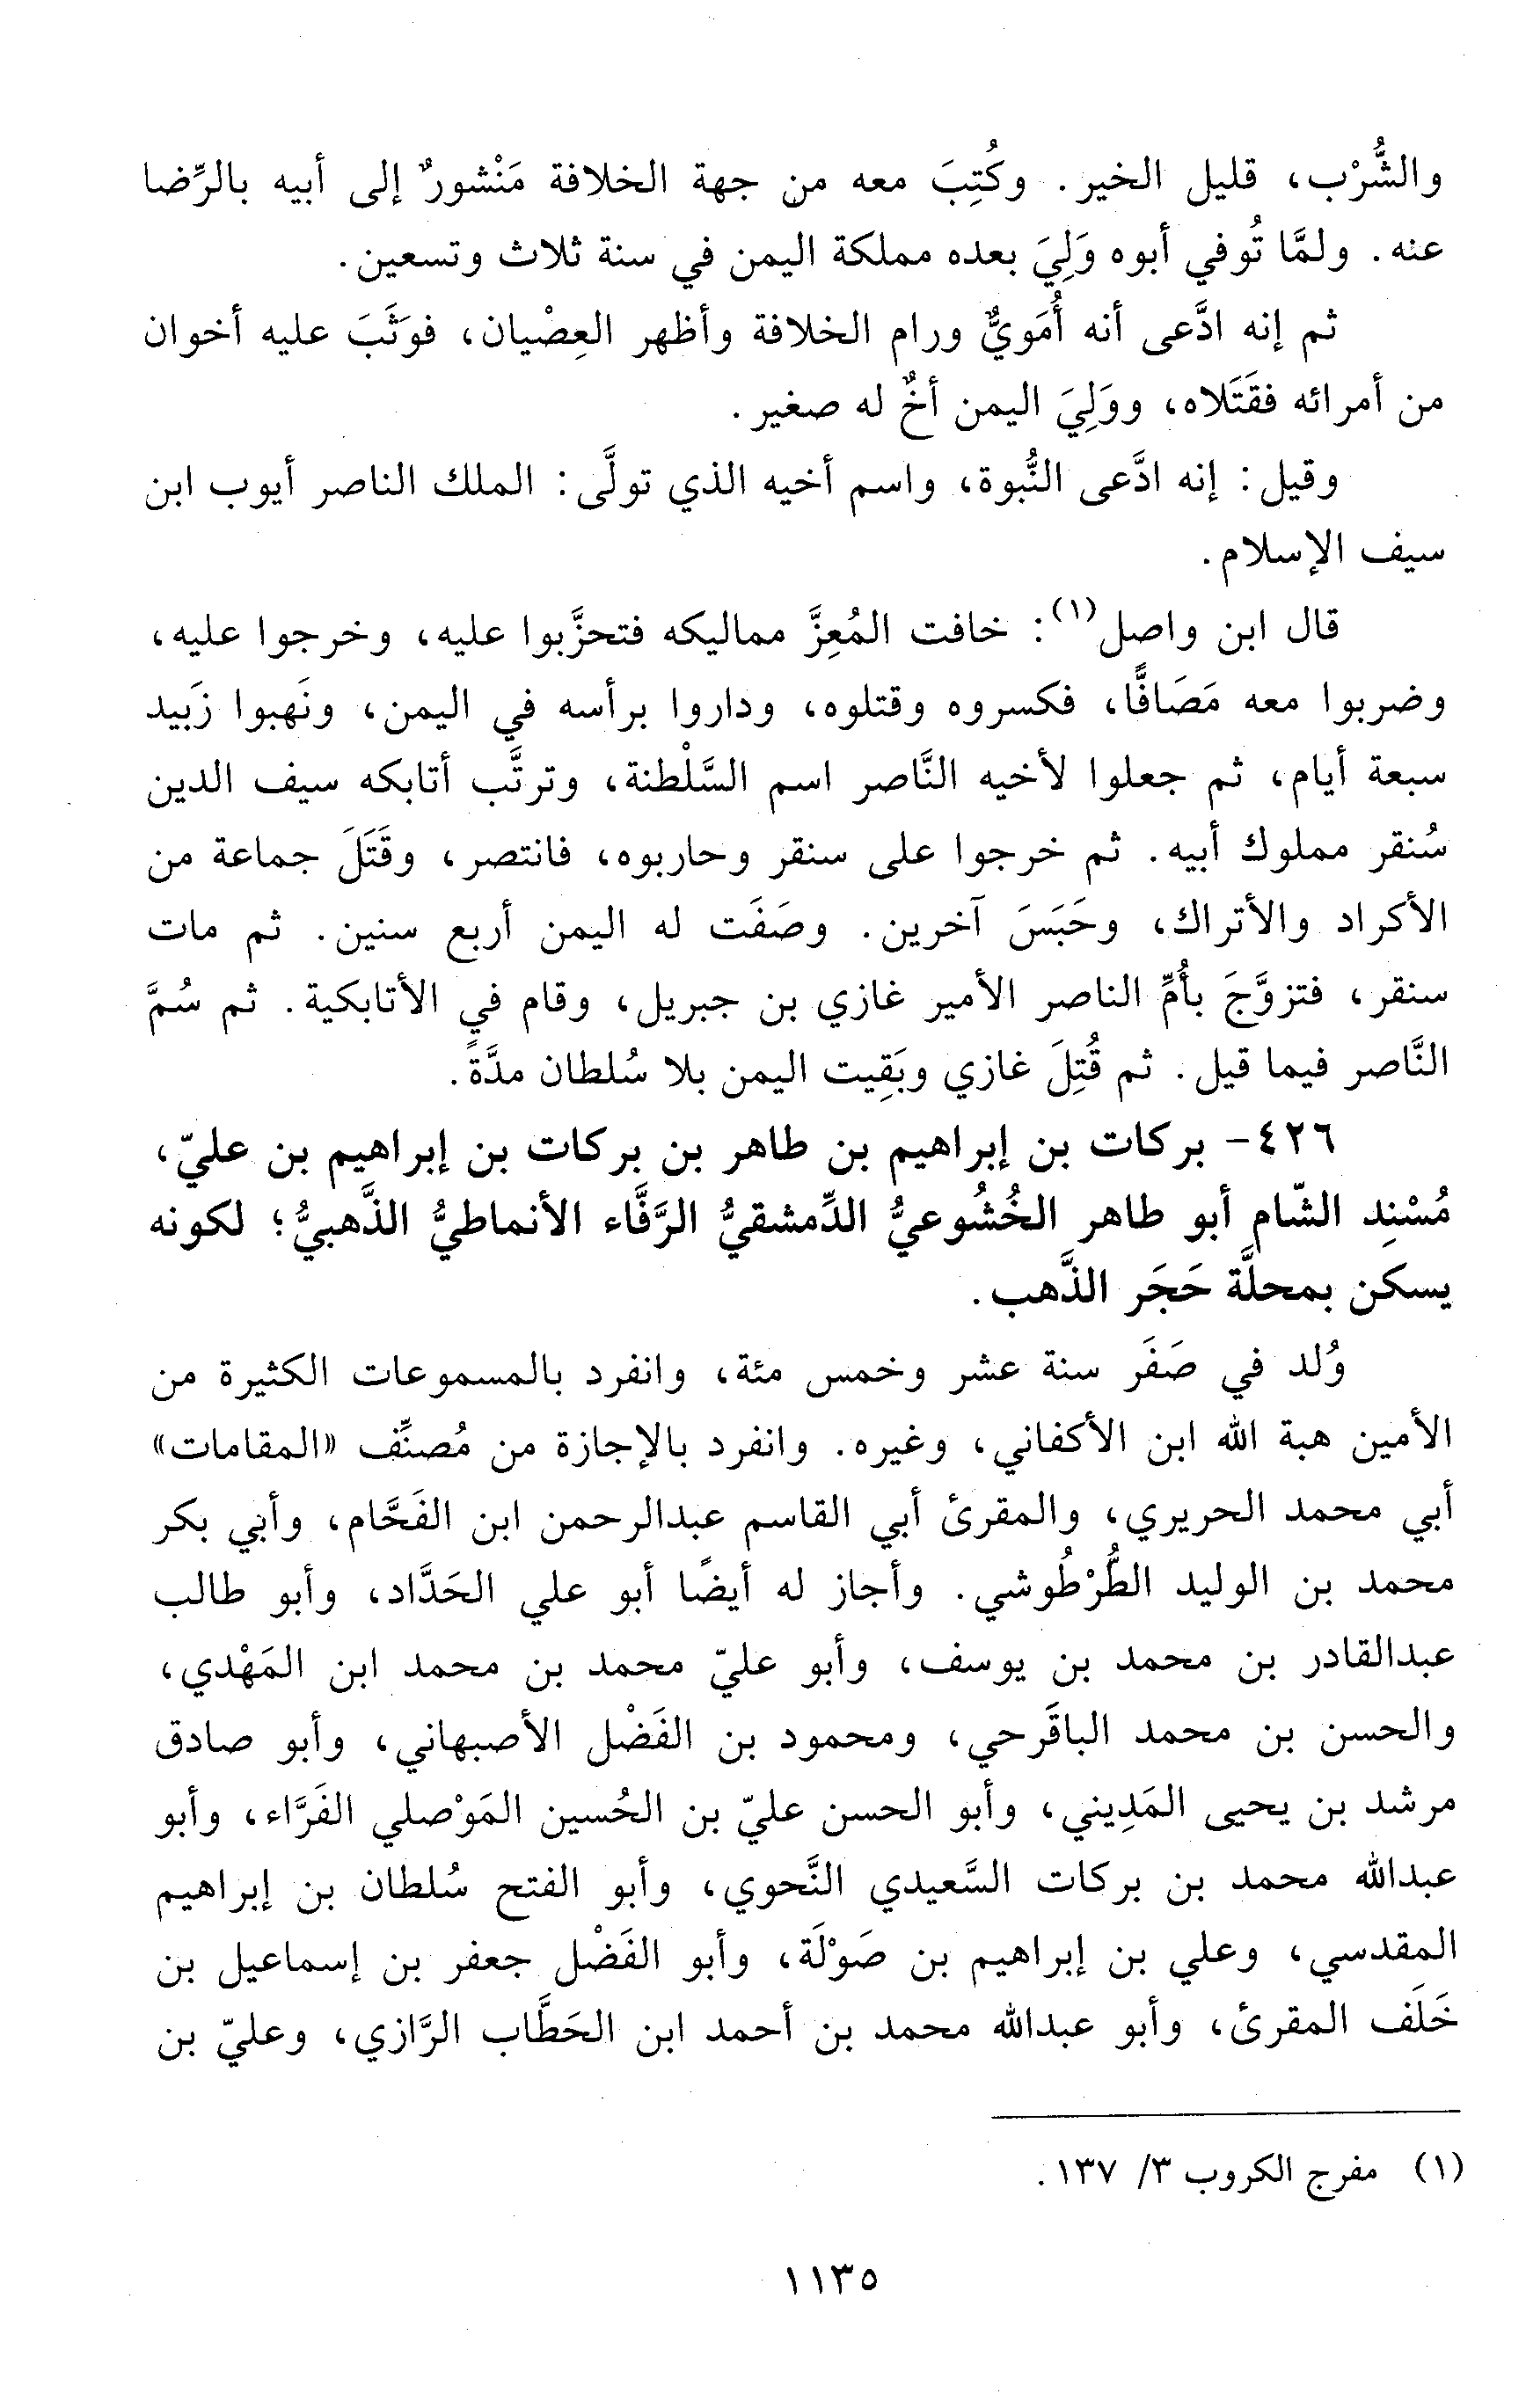 والشُّرْب، قليل الخير. وكُتِبَ معه من جهة الخلافة مَنْشورٌ إلى أبيه بالرِّضا
عنه. ولمَّا تُوفي أبوه وَلِيَ بعده مملكة اليمن في سنة ثلاث وتسعين.
ثم إنه ادَّعى أنه أُمَويٌّ ورام الخلافة وأظهر العِصْيان، فوَثَبَ عليه أخوان
من أمرائه فقَتَلاه، ووَلِيَ اليمن أخٌ له صغير.
وقيل: إنه ادَّعى النُّبوة، واسم أخيه الذي تولَّى: الملك الناصر أيوب ابن
سيف الإسلام.
قال ابن واصل(١): خافت المُعِزَّ مماليكه فتحزَّبوا عليه، وخرجوا عليه،
وضربوا معه مَصَافًّا، فكسروه وقتلوه، وداروا برأسه في اليمن، ونَهبوا زَبيد
سبعة أيام، ثم جعلوا لأخيه النَّاصر اسم السَّلْطنة، وترتَّب أتابكه سيف الدين
سُنقر مملوك أبيه. ثم خرجوا على سنقر وحاربوه، فانتصر، وقَتَلَ جماعة من
الأكراد والأتراك، وحَبَسَ آخرين. وصَفَت له اليمن أربع سنين. ثم مات
سنقر، فتزوَّجَ بأُمِّ الناصر الأمير غازي بن جبريل، وقام في الأتابكية. ثم سُمَّ
النَّاصر فيما قيل. ثم قُتِلَ غازي وبَقِيت اليمن بلا سُلطان مدَّةً.
٤٢٦- بركات بن إبراهيم بن طاهر بن بركات بن إبراهيم بن عليّ،
مُسْنِد الشّام أبو طاهر الخُشُوعيُّ الدِّمشقيُّ الرَّفَّاء الأنماطيُّ الذَّهبيُّ؛ لكونه
يسكن بمحلَّة حَجَر الذَّهب.
وُلد في صَفَر سنة عشر وخمس مئة، وانفرد بالمسموعات الكثيرة من
الأمين هبة الله ابن الأكفاني، وغيره. وانفرد بالإجازة من مُصنِّف «المقامات»
أبي محمد الحريري، والمقرئ أبي القاسم عبدالرحمن ابن الفَحَّام، وأبي بكر
محمد بن الوليد الطُّرْطُوشي. وأجاز له أيضًا أبو علي الحَدَّاد، وأبو طالب
عبدالقادر بن محمد بن يوسف، وأبو عليّ محمد بن محمد ابن المَهْدي،
والحسن بن محمد الباقَرحي، ومحمود بن الفَضْل الأصبهاني، وأبو صادق
مرشد بن يحيى المَدِيني، وأبو الحسن عليّ بن الحُسين المَوْصلي الفَرَّاء، وأبو
عبدالله محمد بن بركات السَّعيدي النَّحوي، وأبو الفتح سُلطان بن إبراهيم
المقدسي، وعلي بن إبراهيم بن صَوْلَة، وأبو الفَضْل جعفر بن إسماعيل بن
خَلَف المقرئ، وأبو عبدالله محمد بن أحمد ابن الحَطَّاب الرَّازي، وعليّ بن
(١) مفرج الكروب ٣/ ١٣٧.
١١٣٥